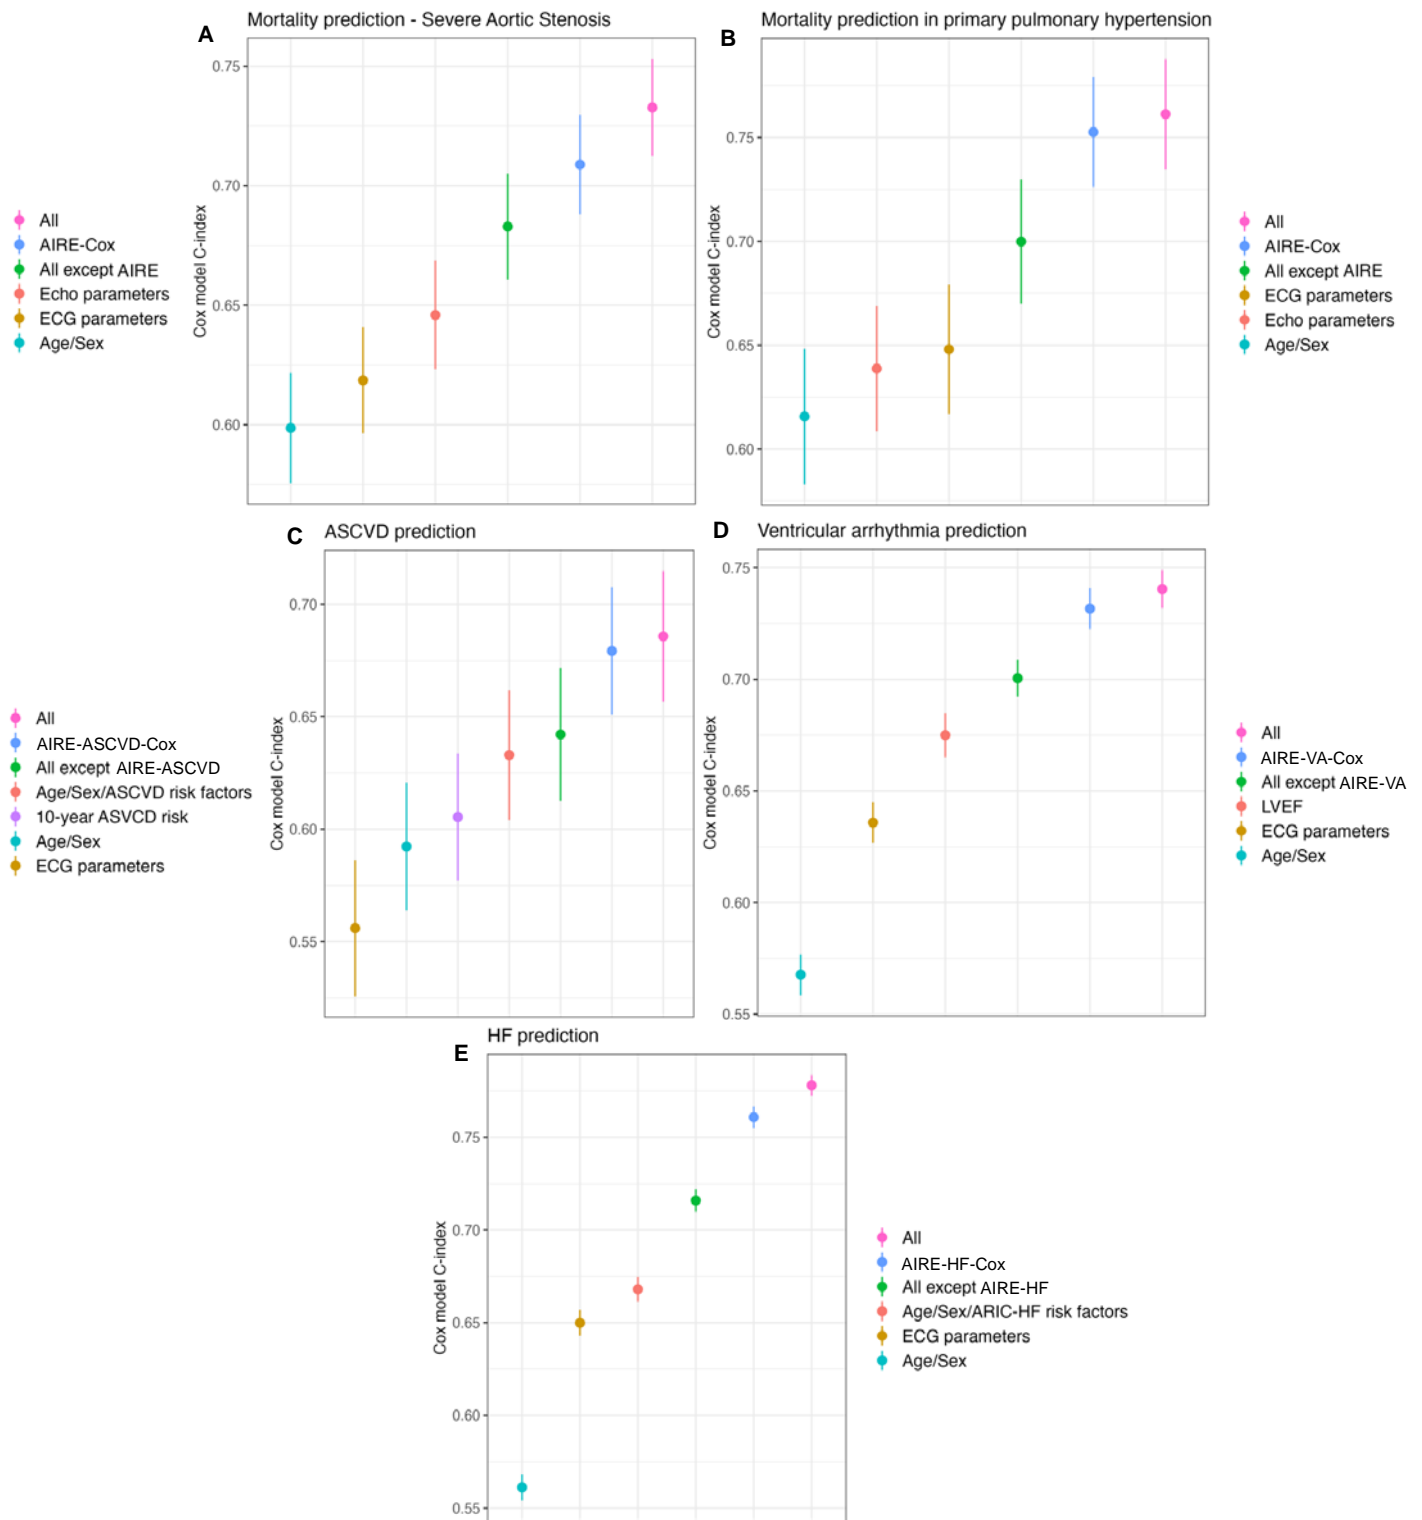 A
Mortality prediction - Severe Aortic Stenosis
Cox model C-index
0.75
0.70
0.65
0.60
All
AIRE-Cox
All except AIRE
Echo parameters
ECG parameters
Age/Sex
B
Mortality prediction in primary pulmonary hypertension
Cox model C-index
0.75
0.70
0.65
0.60
All
AIRE-Cox
All except AIRE
ECG parameters
Echo parameters
Age/Sex
C
ASCVD prediction
Cox model C-index
0.70
0.65
0.60
0.55
All
AIRE-ASCVD-Cox
All except AIRE-ASCVD
Age/Sex/ASCVD risk factors
10-year ASVCD risk
Age/Sex
ECG parameters
D
Ventricular arrhythmia prediction
Cox model C-index
0.75
0.70
0.65
0.60
0.55
All
AIRE-VA-Cox
All except AIRE-VA
LVEF
ECG parameters
Age/Sex
E
HF prediction
Cox model C-index
0.75
0.70
0.65
0.60
0.55
All
AIRE-HF-Cox
All except AIRE-HF
Age/Sex/ARIC-HF risk factors
ECG parameters
Age/Sex